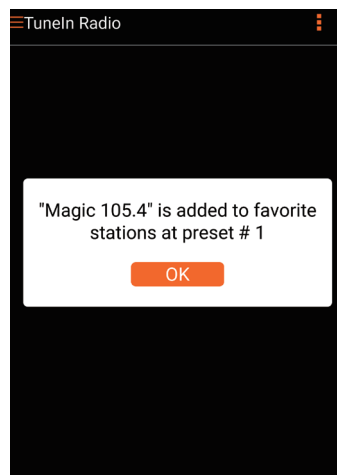 TuneIn Radio
"Magic 105.4" is added to favorite
stations at preset # 1
OK